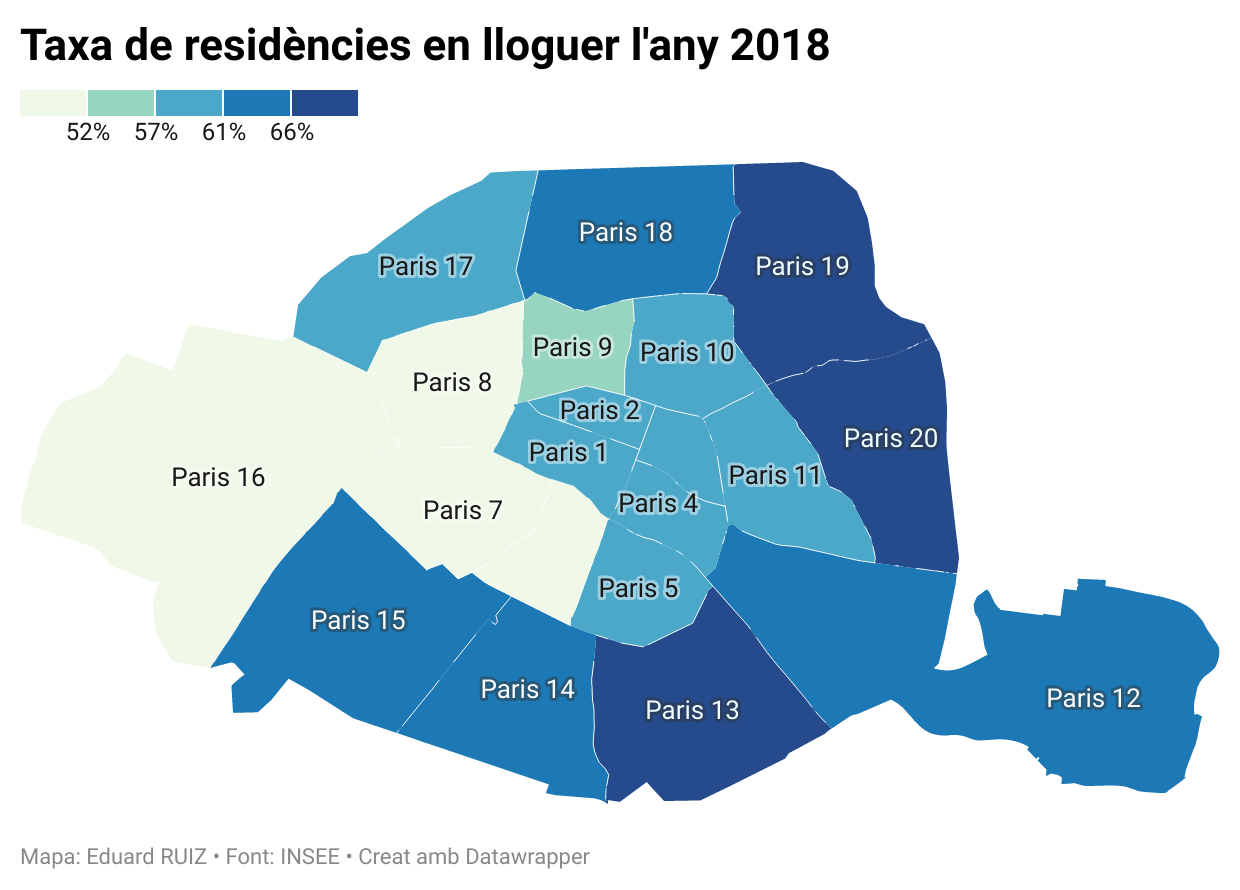 Taxa de residències en lloguer l'any 2018
52% 57% 61% 66%
Paris 18
Paris 17
Paris 19
Paris 9
Paris 10
Paris 8
Paris 2
Paris 20
Paris 1
Paris 16
Paris 11
Paris 4
Paris 7
Paris 5
Paris 15
Paris 14
Paris 12
Paris 13
Mapa: Eduard RUIZ • Font: INSEE • Creat amb Datawrapper